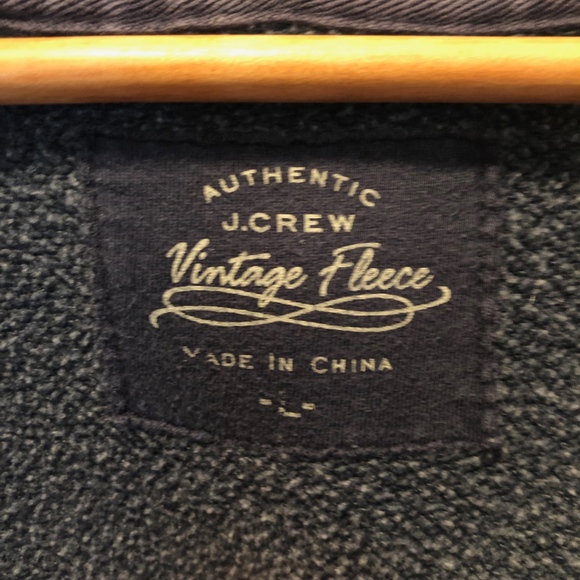 AUTHENTIC
J.CREW
Vintage Fleece
MADE IN CHINA
-L-